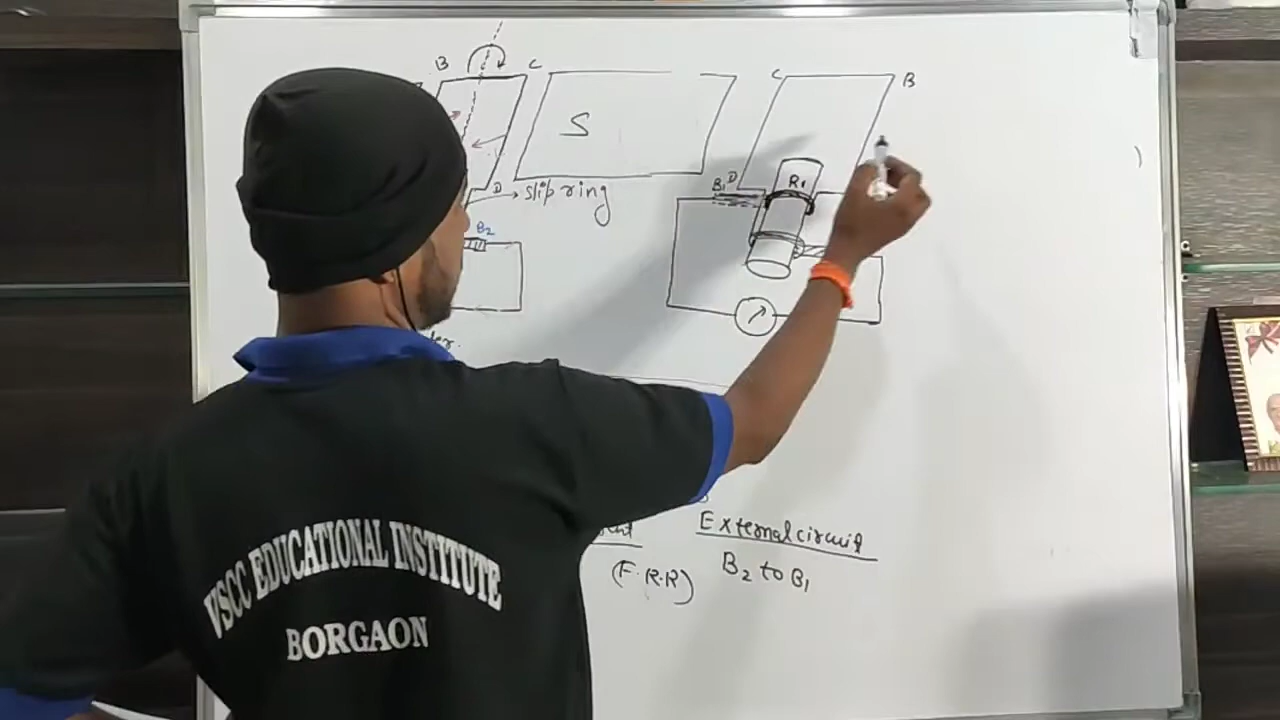 B C
S
C B
D → slip ring
B1 D
R1
B2
External circuit
(F.R.R)
B2 to B1
VSCC EDUCATIONAL INSTITUTE
BORGAON